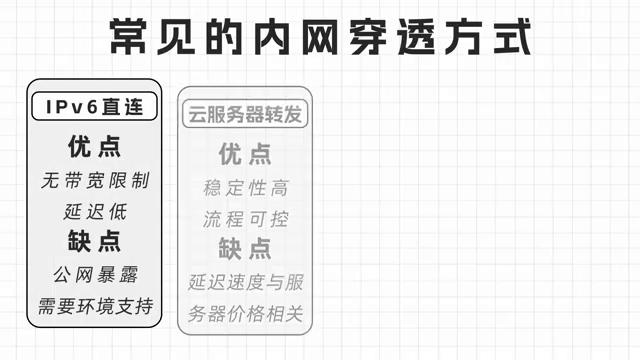 常见的内网穿透方式
IPv6直连
优点
无带宽限制
延迟低
缺点
公网暴露
需要环境支持
云服务器转发
优点
稳定性高
流程可控
缺点
延迟速度与服
务器价格相关